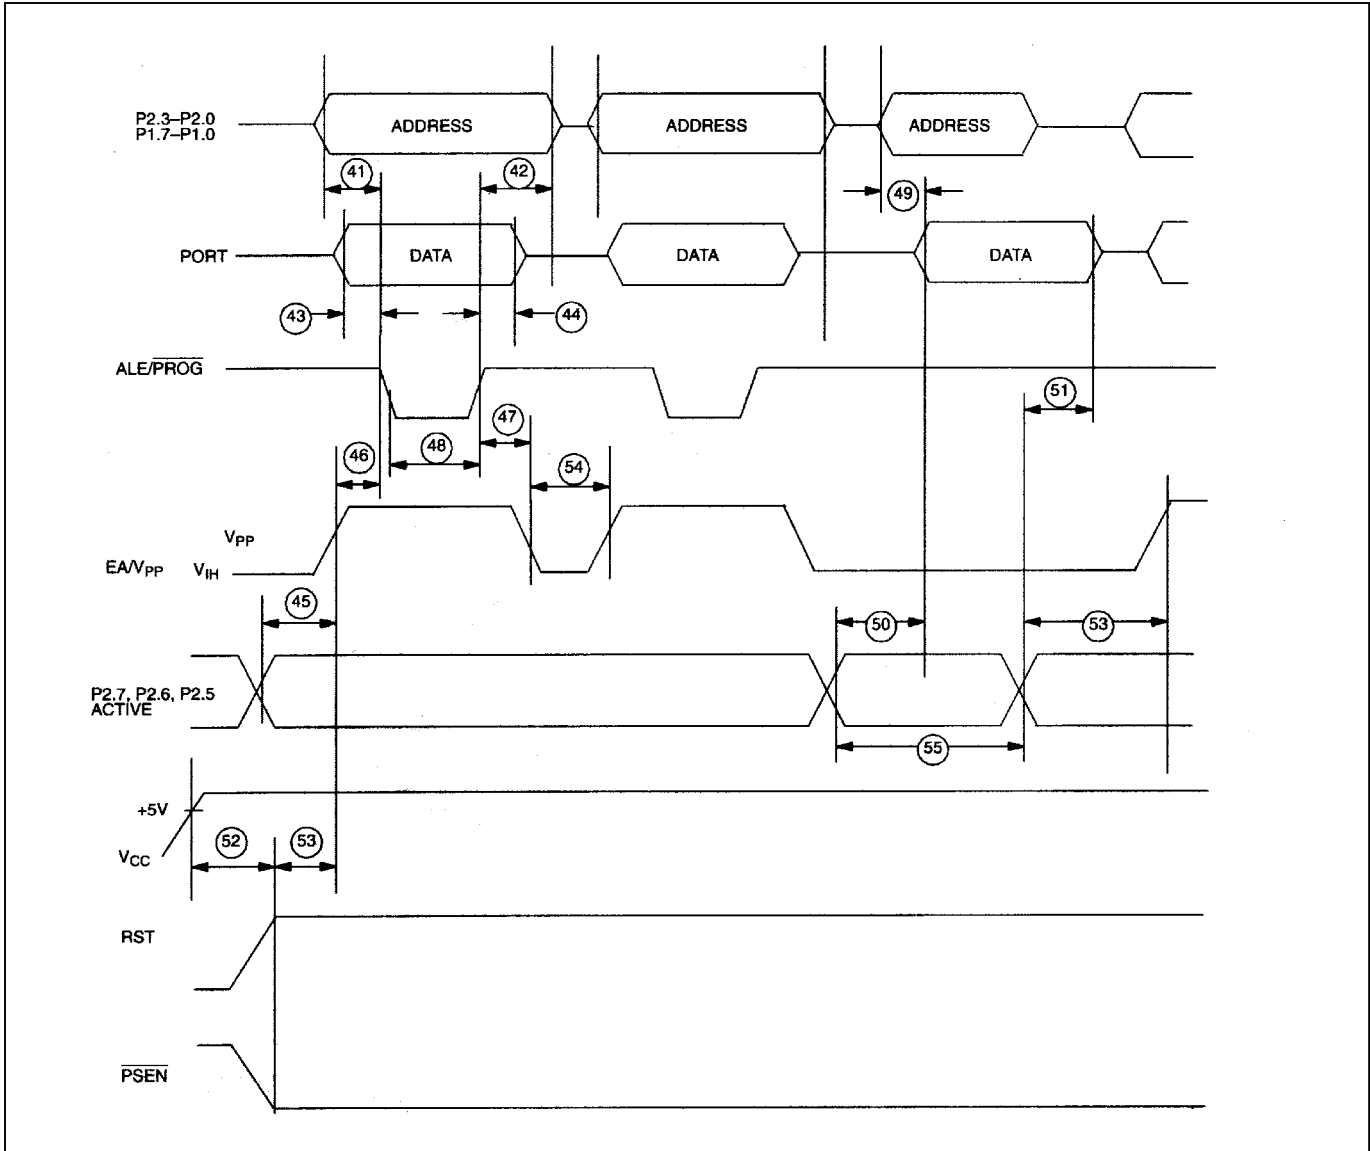 P2.3–P2.0
P1.7–P1.0
ADDRESS
ADDRESS
ADDRESS
41
42
49
PORT
DATA
DATA
DATA
43
44
ALE/PROG
51
47
46
48
54
VPP
EA/VPP VIH
45
50
53
P2.7, P2.6, P2.5
ACTIVE
55
+5V
52
53
VCC
RST
PSEN